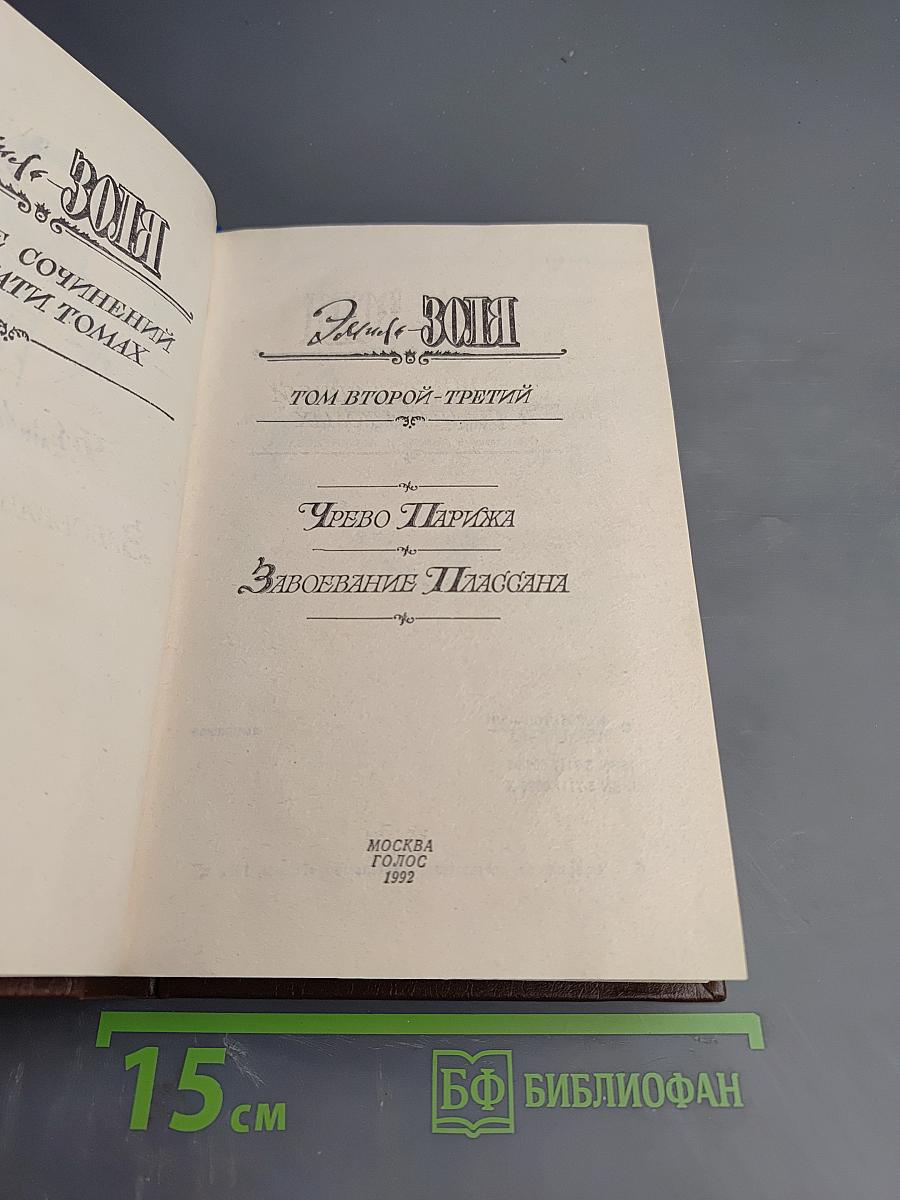 ЗОЛЯ
СОЧИНЕНИЙ
ТОМАХ
Эмиль ЗОЛЯ
ТОМ ВТОРОЙ-ТРЕТИЙ
ЧРЕВО ПАРИЖА
ЗАВОЕВАНИЕ ПЛАССАНА
МОСКВА
ГОЛОС
1992
15 см
БФ БИБЛИОФАН